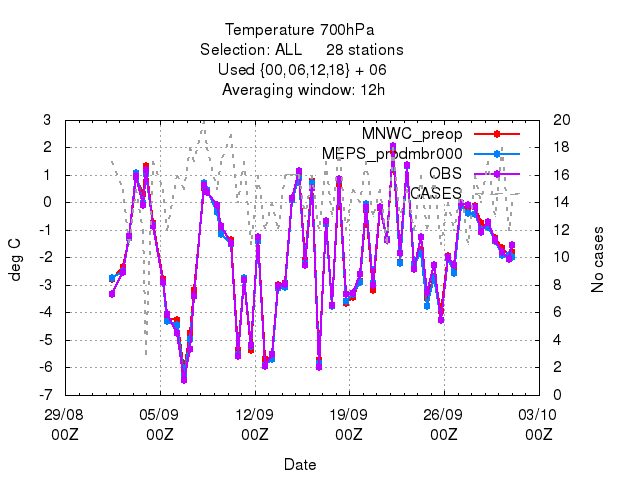 Temperature 700hPa
Selection: ALL 28 stations
Used {00,06,12,18} + 06
Averaging window: 12h
MNWC_preop
MEPS_prodmbr000
OBS
CASES
3
2
1
0
-1
-2
-3
-4
-5
-6
-7
deg C
20
18
16
14
12
10
8
6
4
2
0
No cases
29/08 05/09 12/09 19/09 26/09 03/10
00Z 00Z 00Z 00Z 00Z 00Z
Date